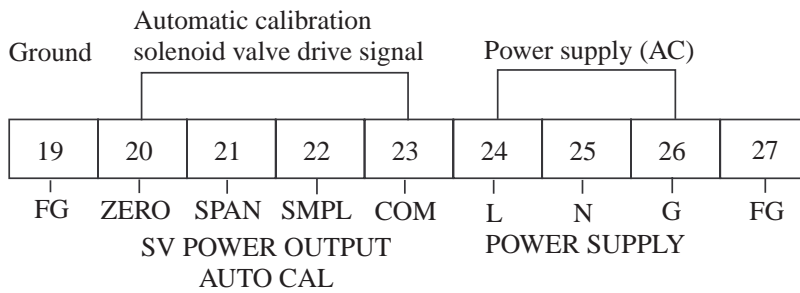 Automatic calibration
solenoid valve drive signal
Ground
Power supply (AC)
19 20 21 22 23 24 25 26 27
FG ZERO SPAN SMPL COM L N G FG
SV POWER OUTPUT POWER SUPPLY
AUTO CAL